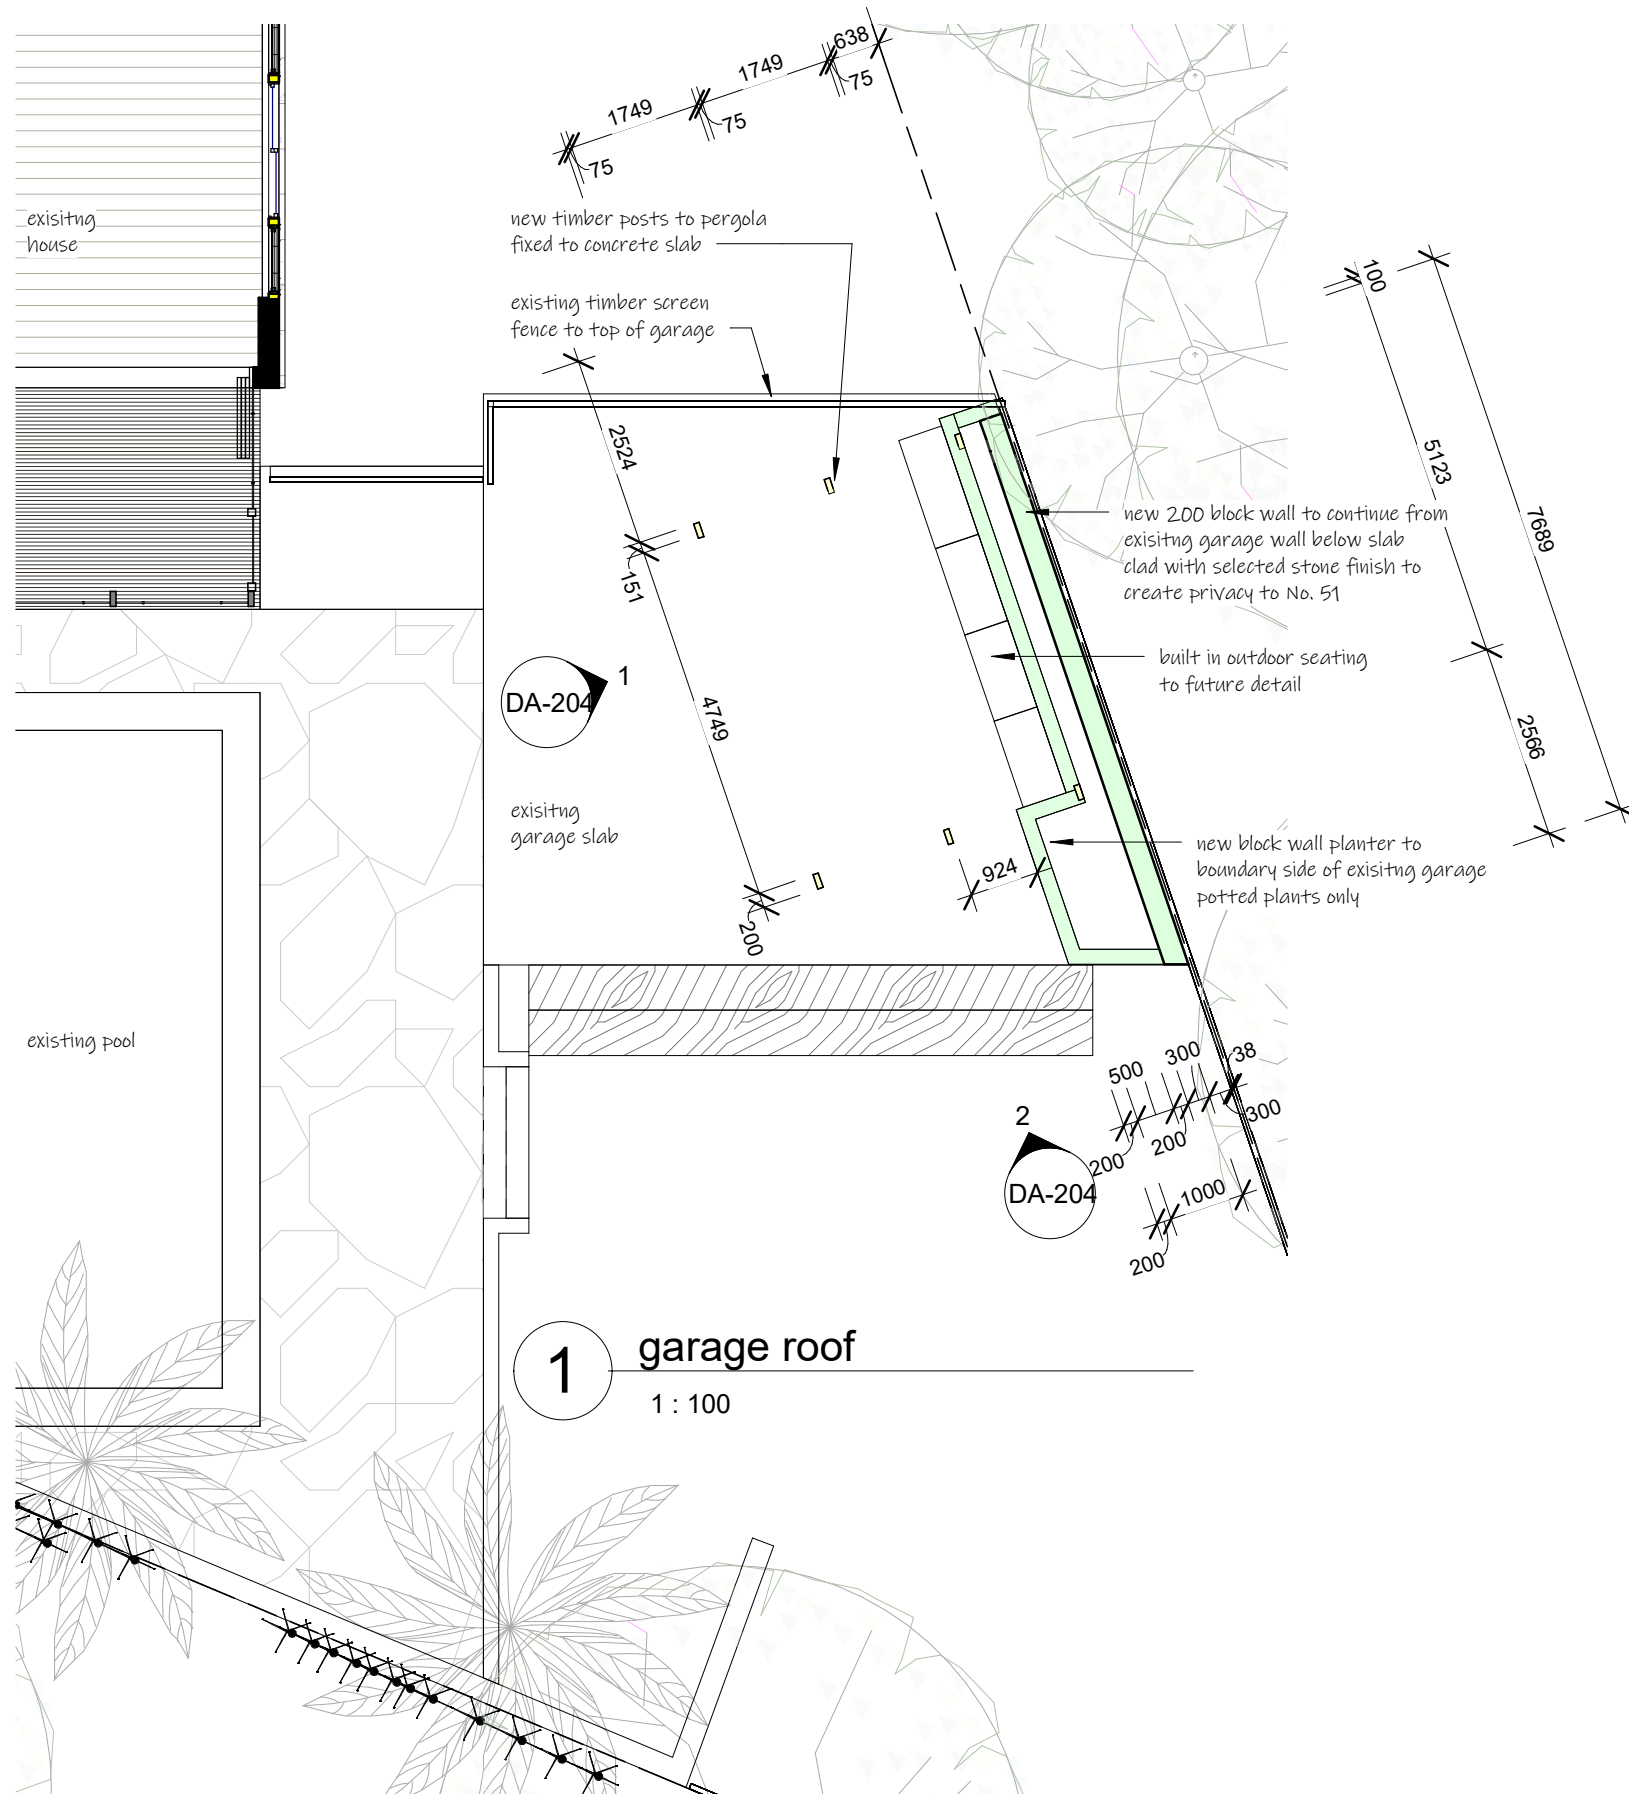 638
1749
75
1749
75
75
exisitng
house
new timber posts to pergola
fixed to concrete slab
existing timber screen
fence to top of garage
100
2524
5123
7689
new 200 block wall to continue from
exisitng garage wall below slab
clad with selected stone finish to
create privacy to No. 51
151
built in outdoor seating
to future detail
1
DA-204
4749
2566
exisitng
garage slab
new block wall planter to
boundary side of exisitng garage
potted plants only
924
200
existing pool
38
300
500
300
2
200
200
DA-204
1000
200
1
garage roof
1 : 100